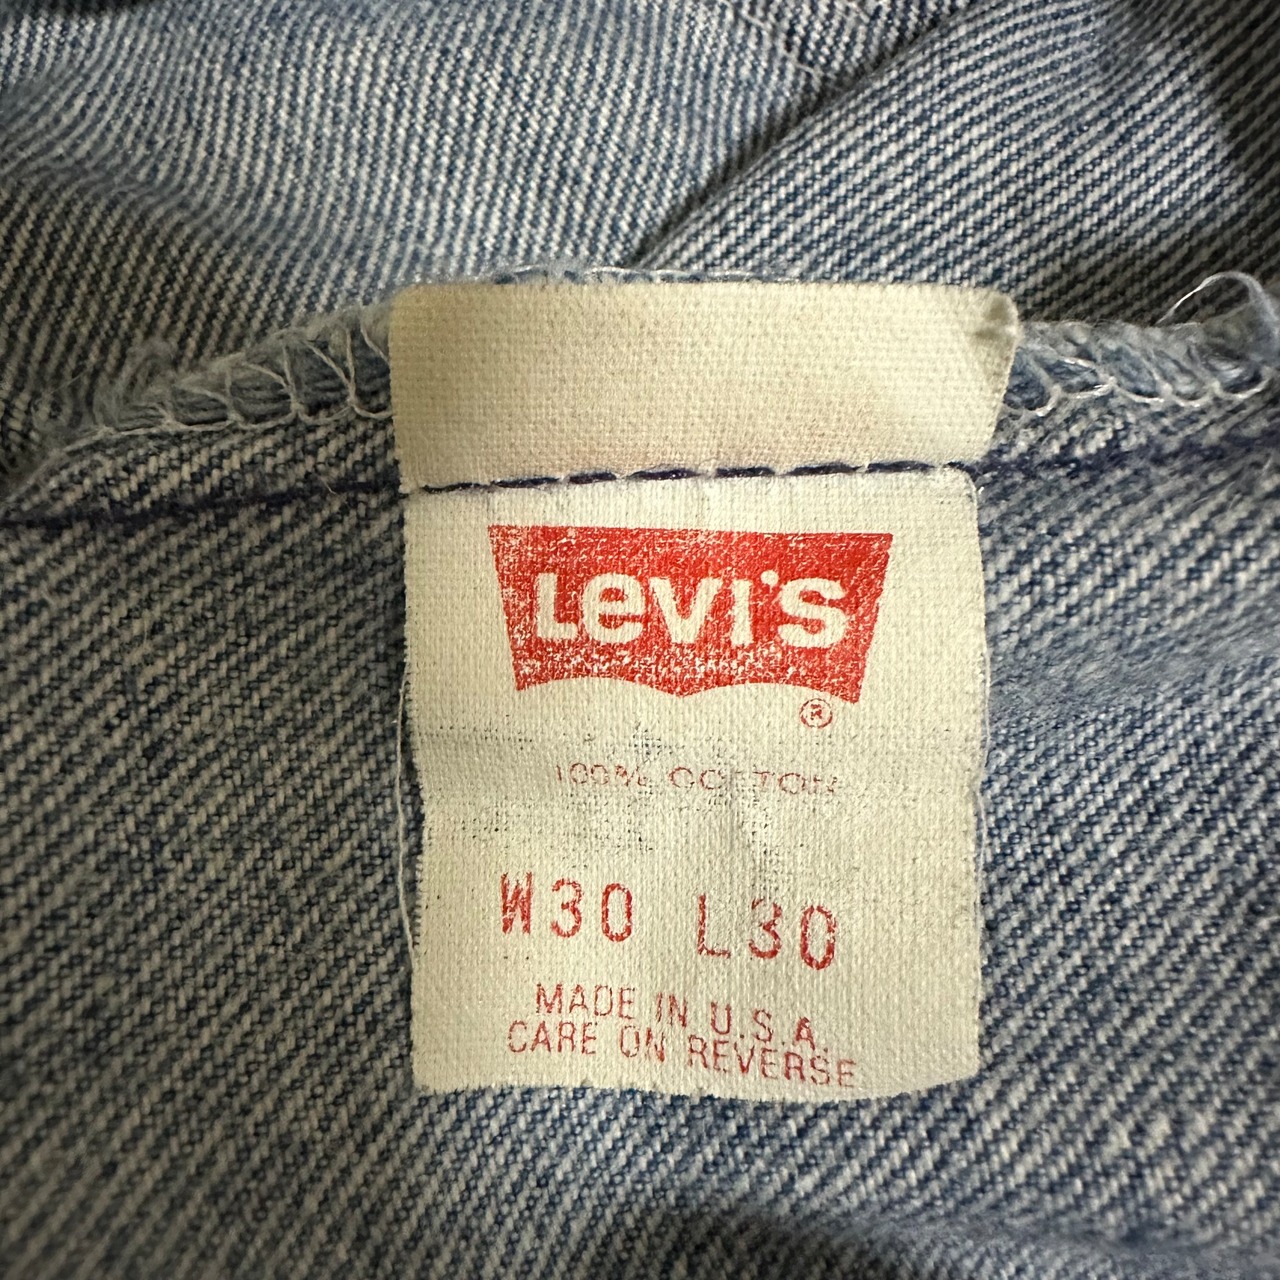 LEVI'S
®
100% COTTON
W30 L30
MADE IN U.S.A.
CARE ON REVERSE